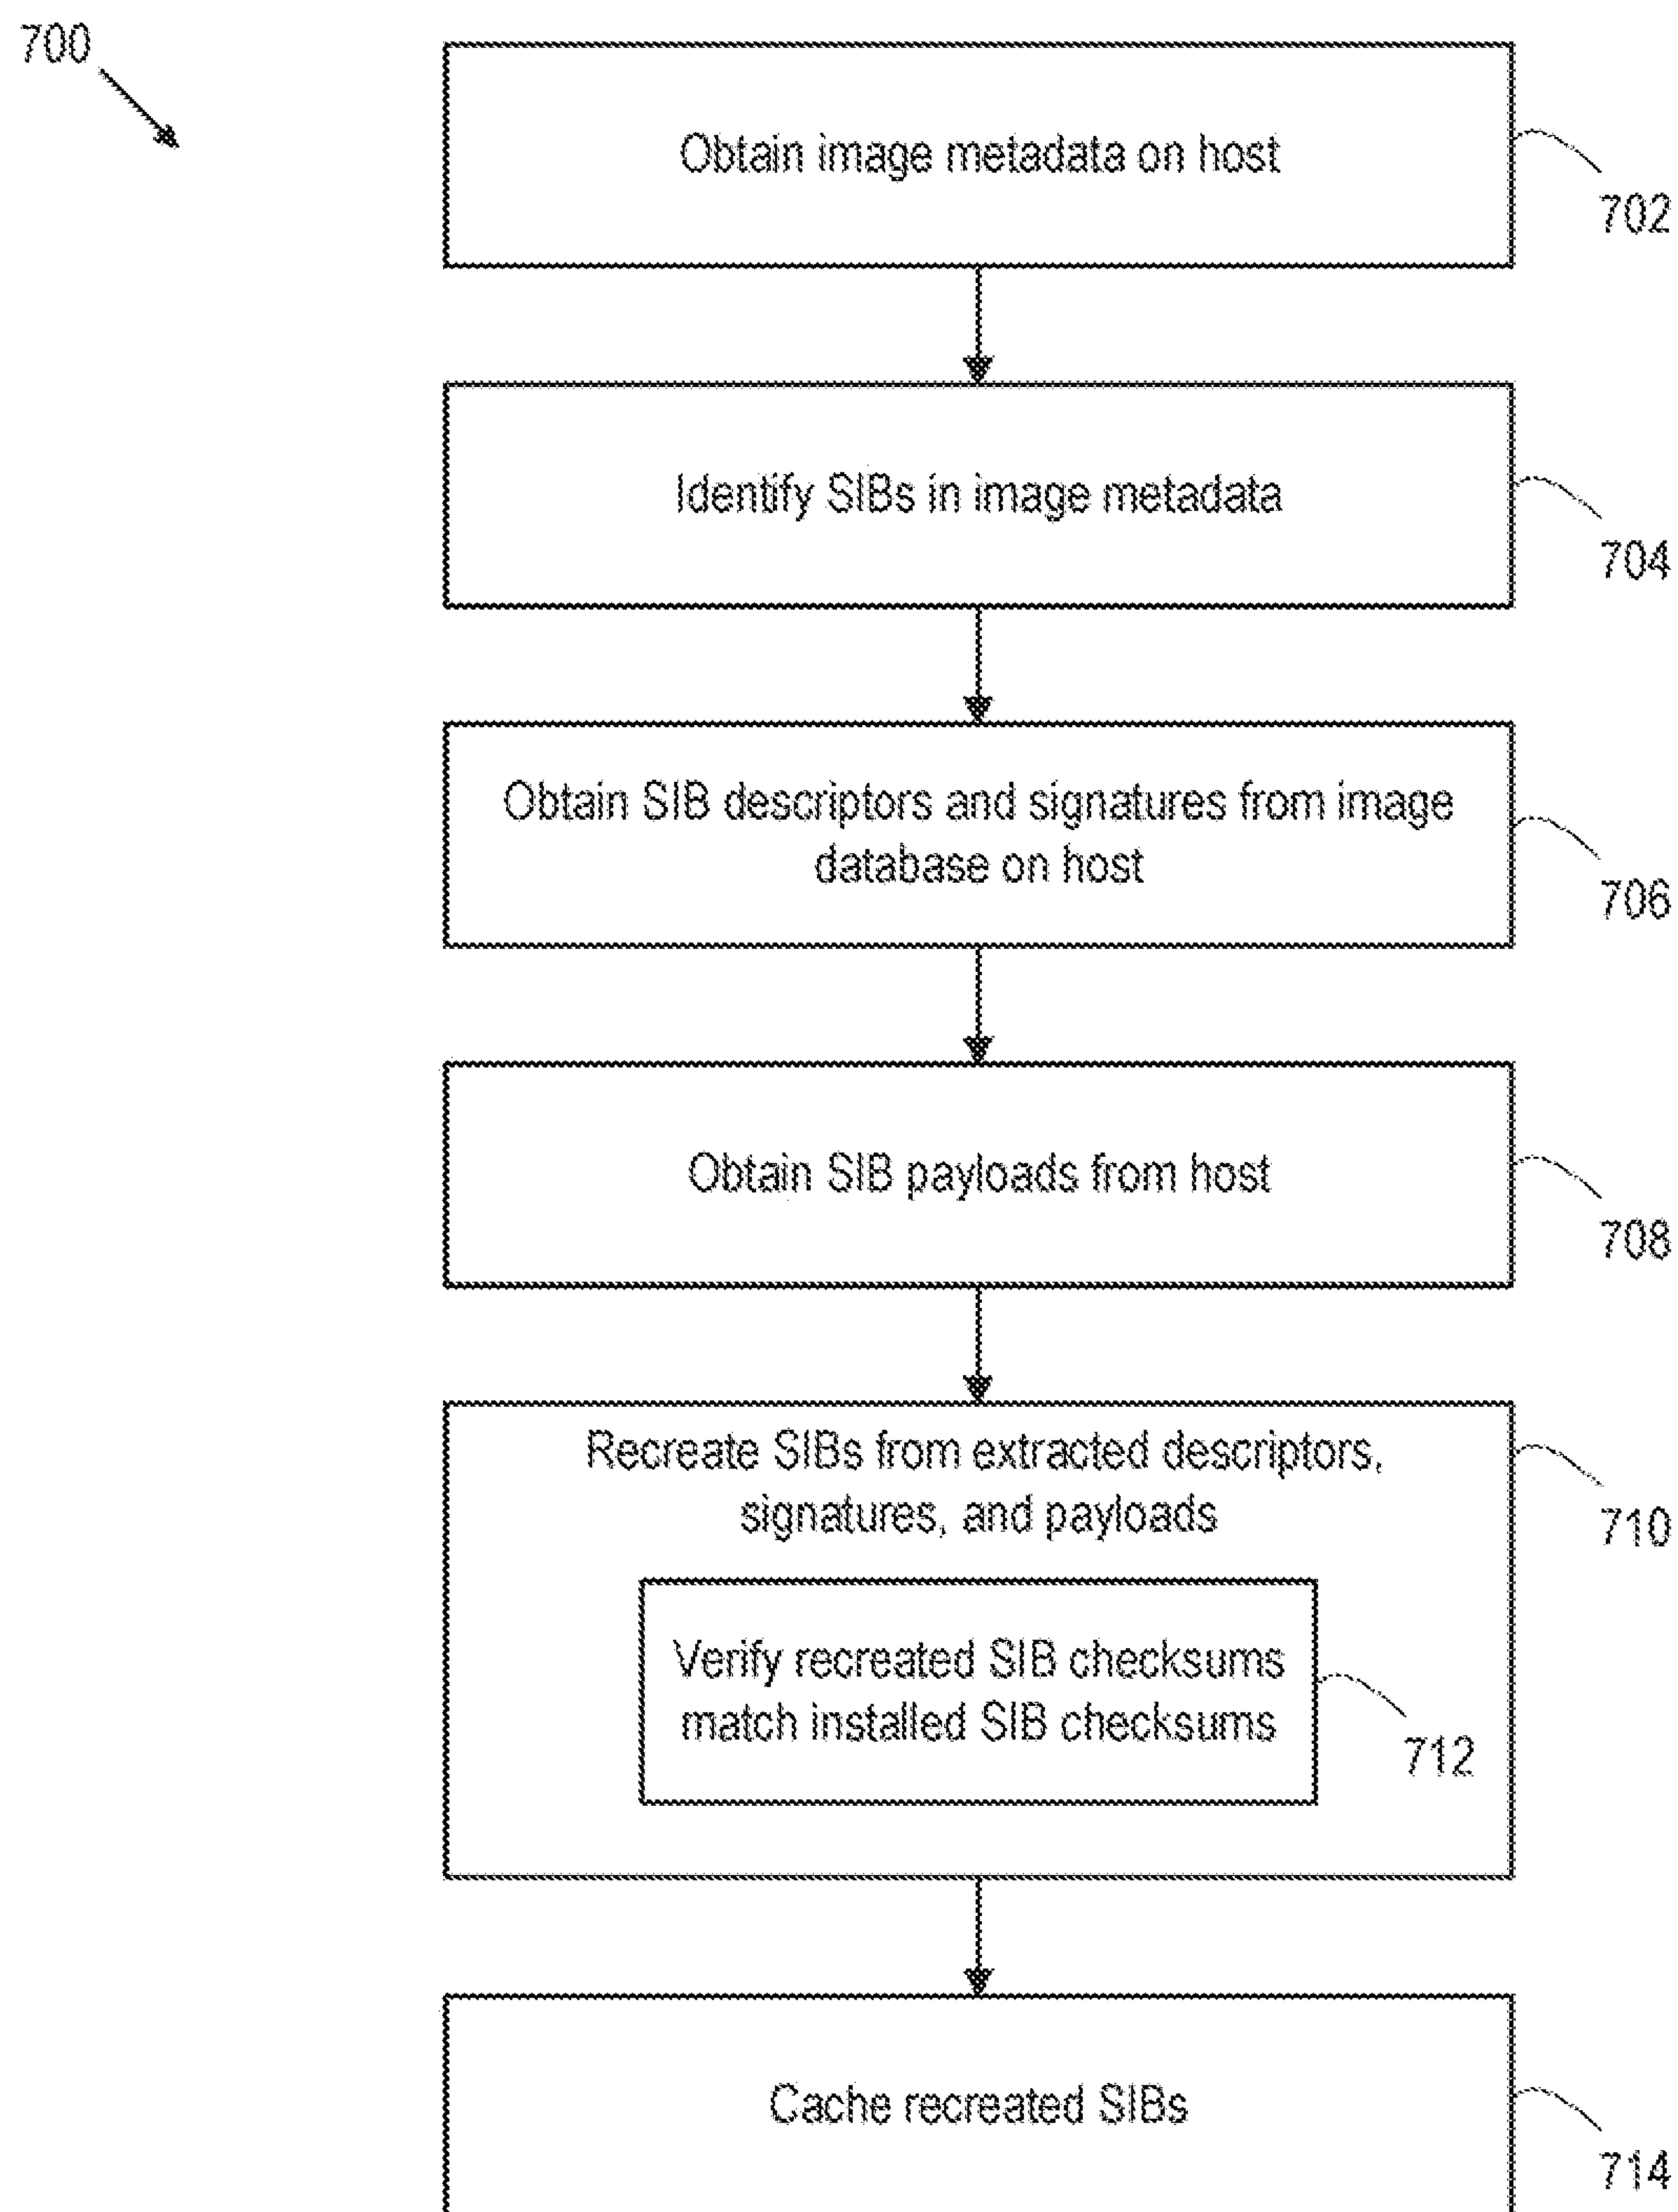 700
Obtain image metadata on host
702
Identify SIBs in image metadata
704
Obtain SIB descriptors and signatures from image
database on host
706
Obtain SIB payloads from host
708
Recreate SIBs from extracted descriptors,
signatures, and payloads
710
Verify recreated SIB checksums
match installed SIB checksums
712
Cache recreated SIBs
714